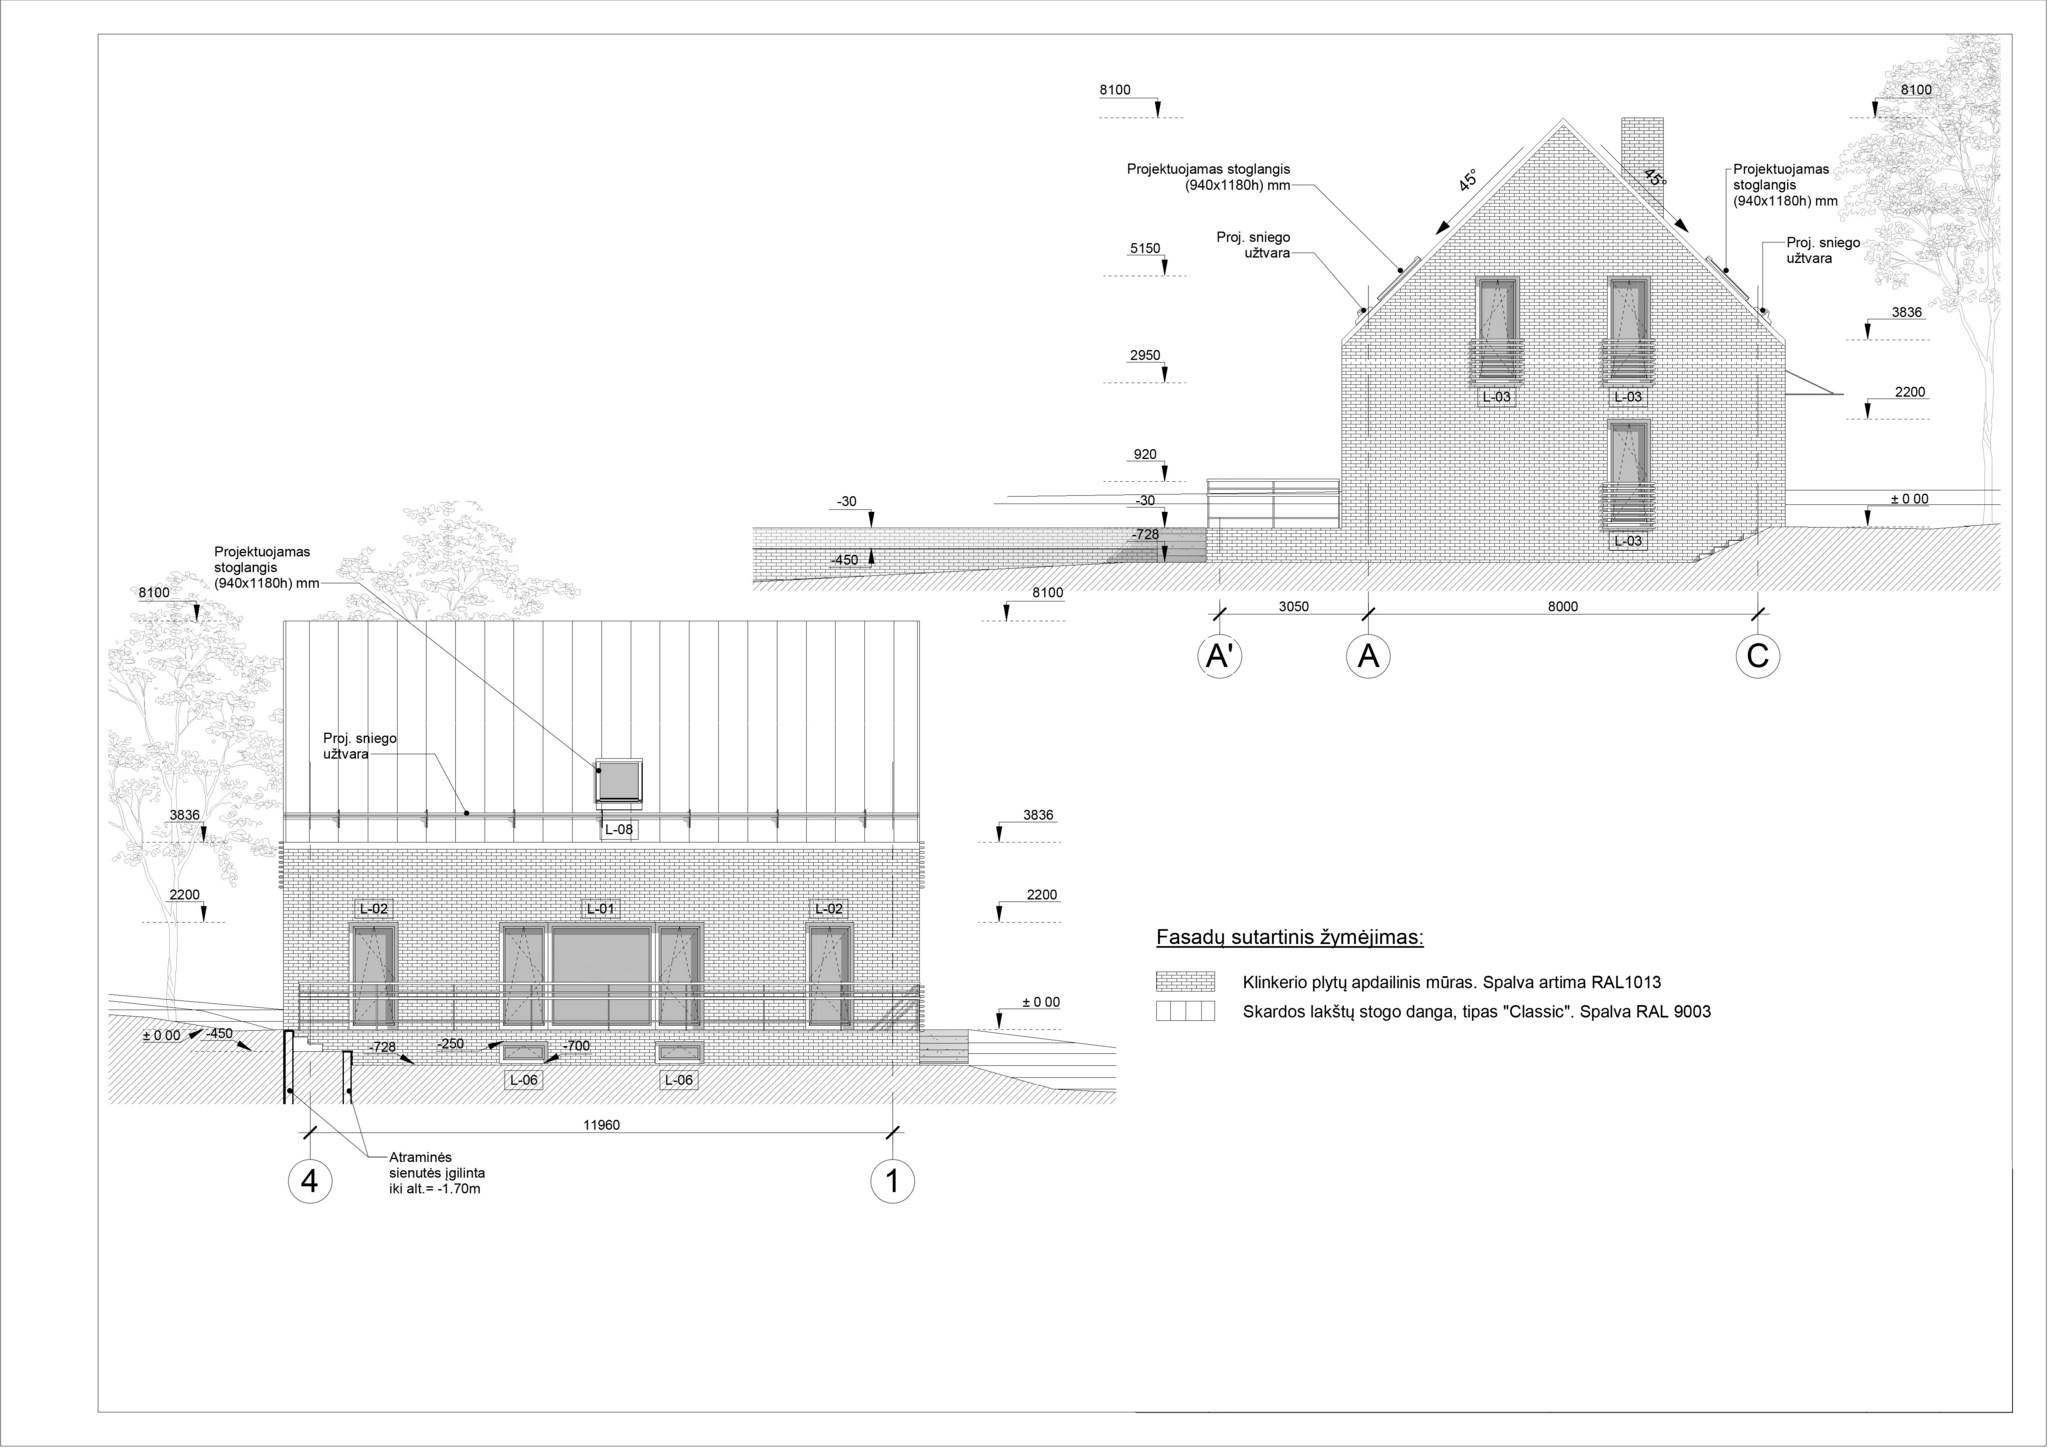 8100
8100
Projektuojamas stoglangis
(940x1180h) mm
45°
45°
Projektuojamas
stoglangis
(940x1180h) mm
Proj. sniego
užtvara
Proj. sniego
užtvara
5150
3836
2950
2200
L-03
L-03
920
-30
-30
± 0 00
-728
-450
L-03
3050
8000
A'
A
C
Projektuojamas
stoglangis
(940x1180h) mm
8100
8100
Proj. sniego
užtvara
3836
3836
L-08
2200
2200
L-02
L-01
L-02
± 0 00
± 0 00
-450
-728
-250
-700
L-06
L-06
11960
4
1
Atraminės
sienutės įgilinta
iki alt.= -1.70m
Fasadų sutartinis žymėjimas:
Klinkerio plytų apdailinis mūras. Spalva artima RAL1013
Skardos lakštų stogo danga, tipas "Classic". Spalva RAL 9003